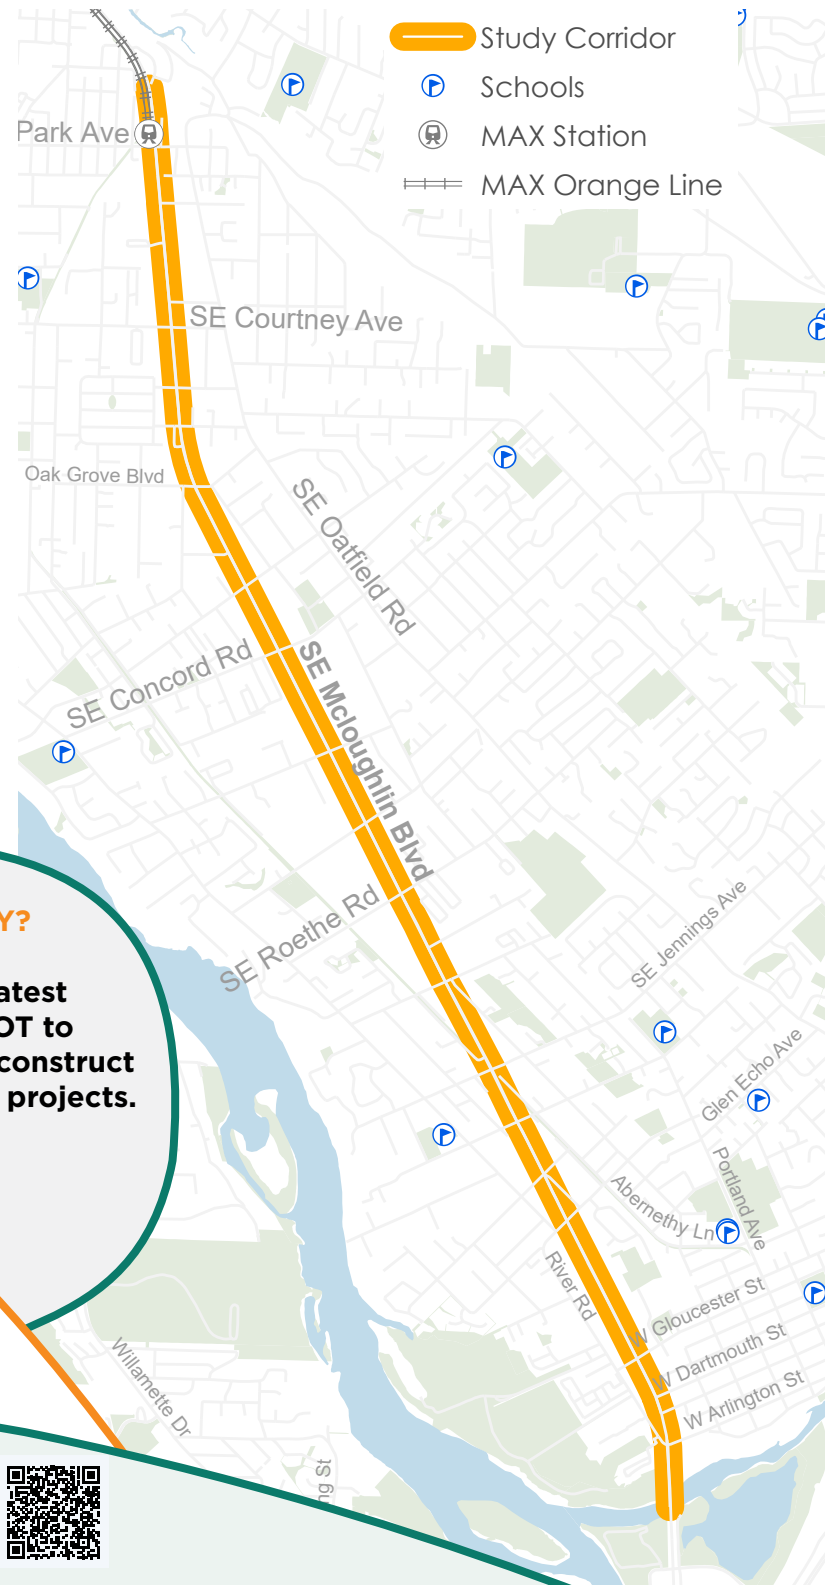 Study Corridor
Schools
MAX Station
MAX Orange Line
Park Ave
SE Courtney Ave
Oak Grove Blvd
SE Oatfield Rd
SE Concord Rd
SE Mcloughlin Blvd
SE Roethe Rd
Y?
atest
OT to
construct
projects.
SE Jennings Ave
Glen Echo Ave
Portland Ave
Abernethy Ln
River Rd
W Gloucester St
W Dartmouth St
W Arlington St
Willamette Dr
ng St